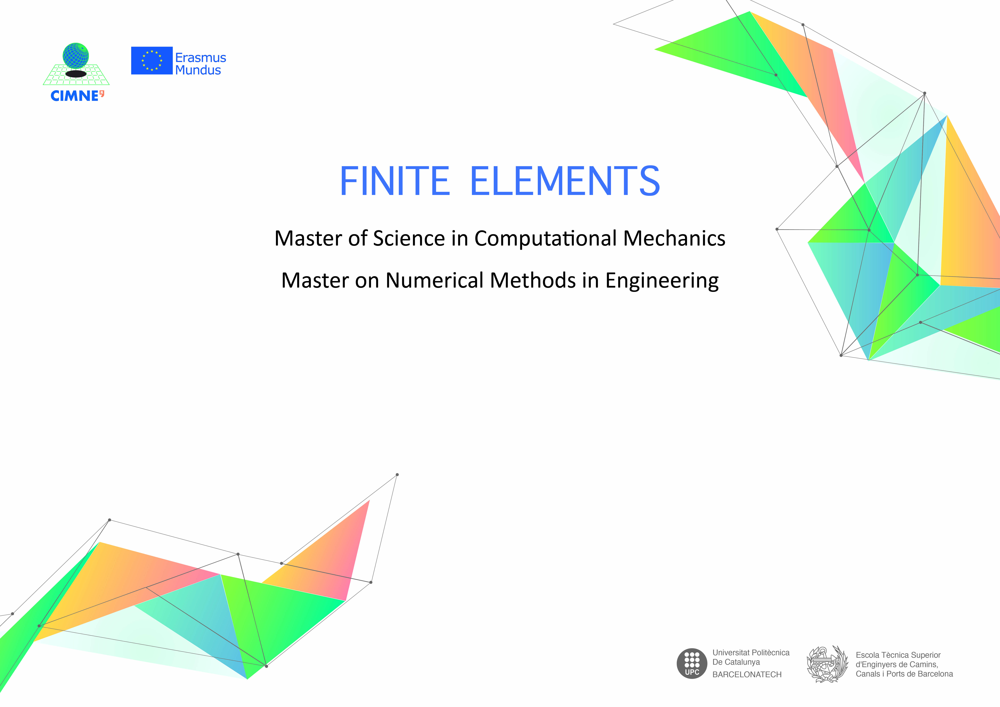 CIMNE
Erasmus
Mundus
FINITE ELEMENTS
Master of Science in Computational Mechanics
Master on Numerical Methods in Engineering
UPC
Universitat Politècnica
De Catalunya
BARCELONATECH
Escola Tècnica Superior
d'Enginyers de Camins,
Canals i Ports de Barcelona